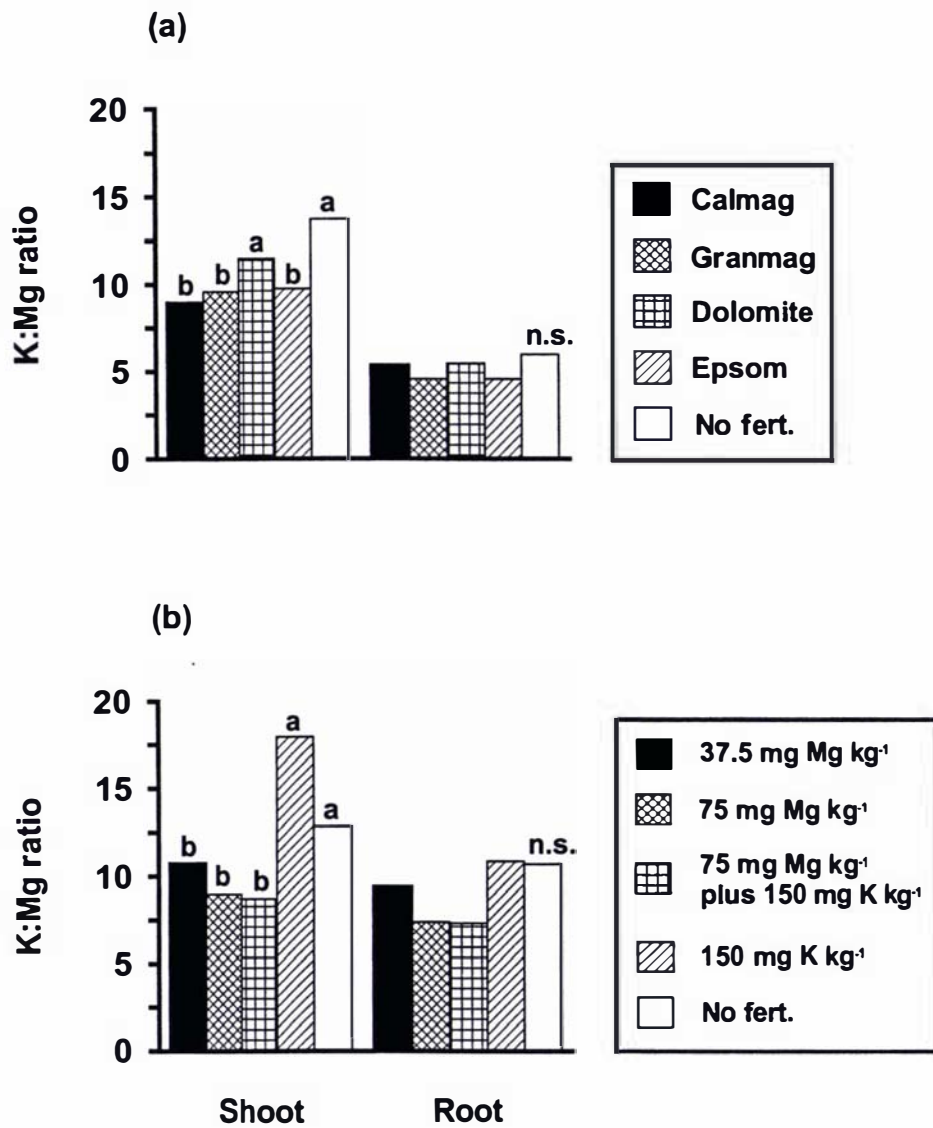 (a)
K:Mg ratio
20
15
10
5
0
b b a b a
n.s.
Calmag
Granmag
Dolomite
Epsom
No fert.
(b)
K:Mg ratio
20
15
10
5
0
b b b a a
n.s.
Shoot Root
37.5 mg Mg kg⁻¹
75 mg Mg kg⁻¹
75 mg Mg kg⁻¹
plus 150 mg K kg⁻¹
150 mg K kg⁻¹
No fert.